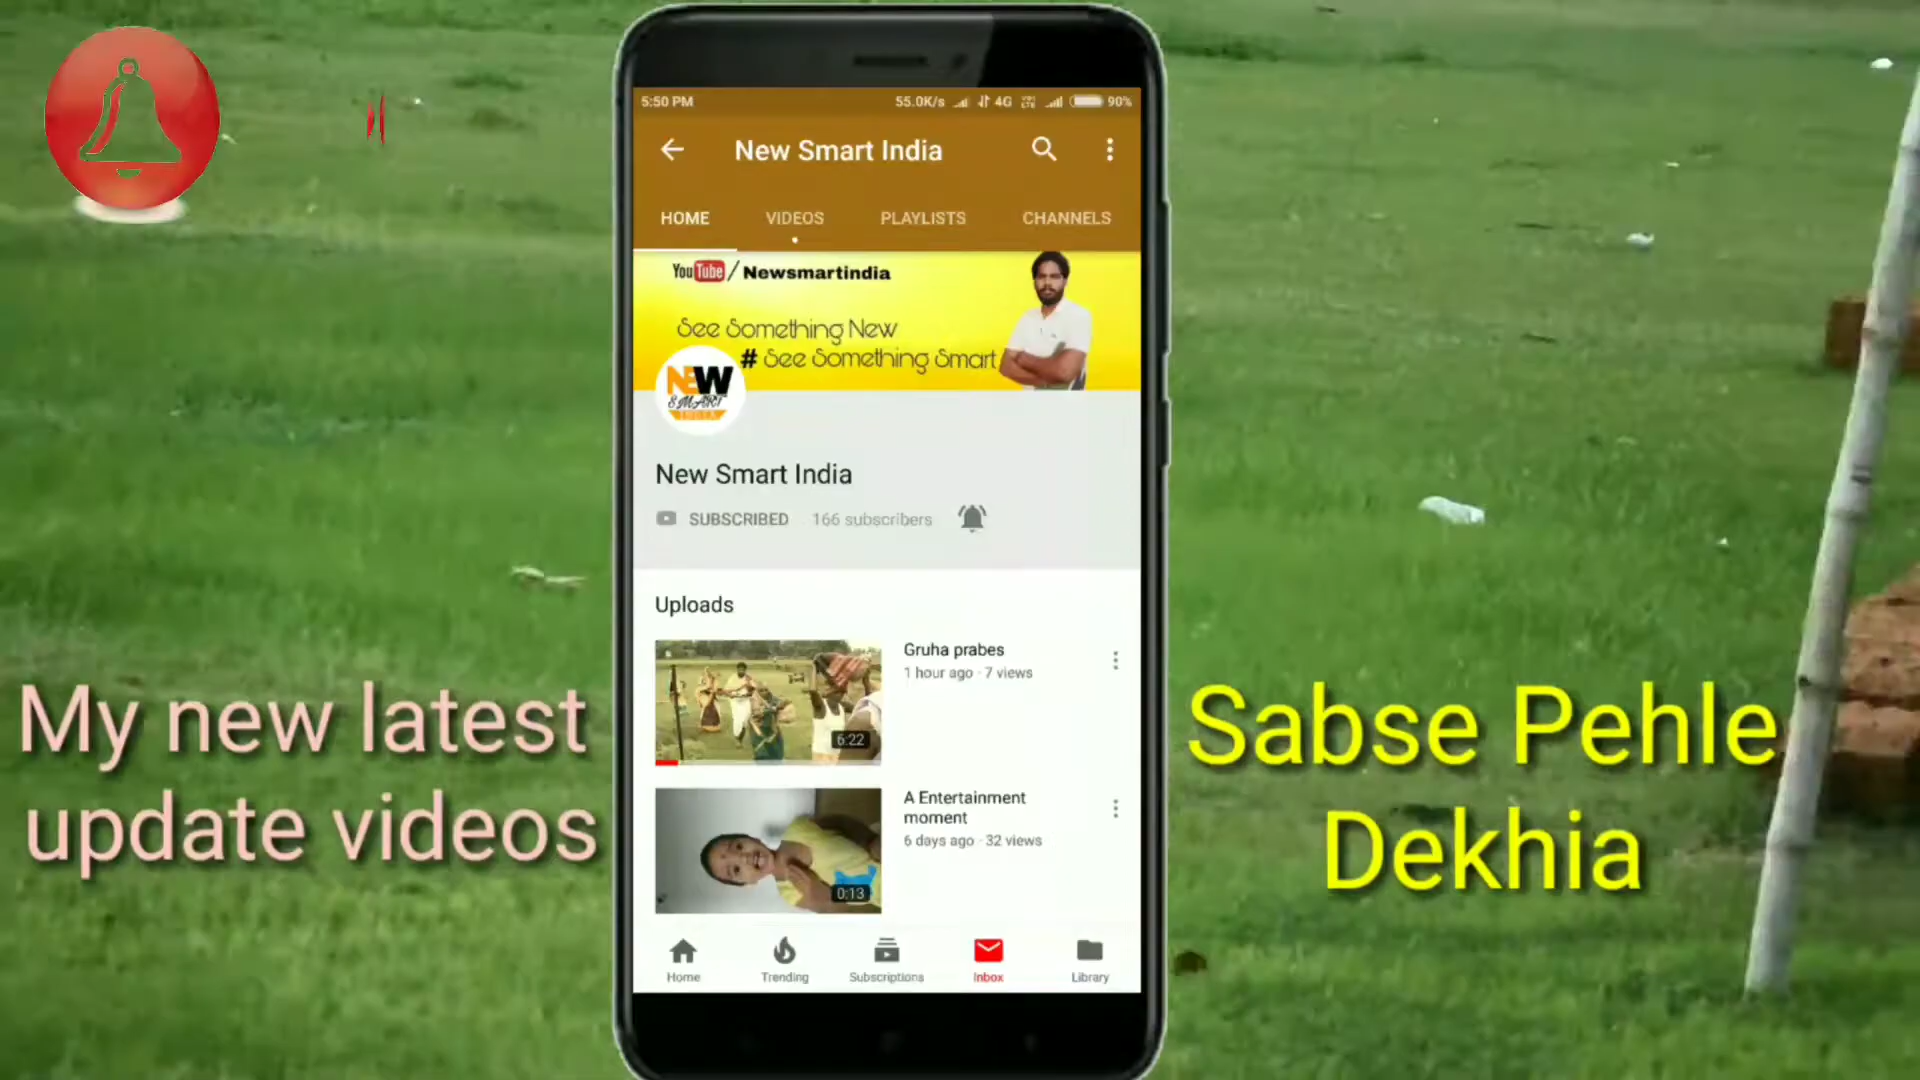 5:50 PM
55.0K/s
4G
90%
New Smart India
HOME
VIDEOS
PLAYLISTS
CHANNELS
YouTube / Newsmartindia
See Something New
# See Something Smart
NEW
SMART
INDIA
New Smart India
SUBSCRIBED
166 subscribers
Uploads
Gruha prabes
1 hour ago · 7 views
6:22
A Entertainment
moment
6 days ago · 32 views
0:13
Home
Trending
Subscriptions
Inbox
Library
My new latest
update videos
Sabse Pehle
Dekhia